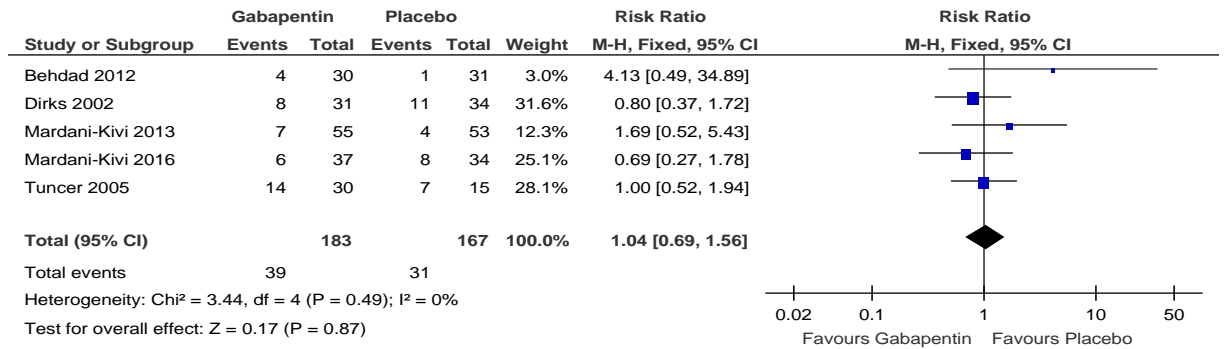 Gabapentin Placebo Risk Ratio Risk Ratio
Study or Subgroup Events Total Events Total Weight M-H, Fixed, 95% CI M-H, Fixed, 95% CI
Behdad 2012 4 30 1 31 3.0% 4.13 [0.49, 34.89]
Dirks 2002 8 31 11 34 31.6% 0.80 [0.37, 1.72]
Mardani-Kivi 2013 7 55 4 53 12.3% 1.69 [0.52, 5.43]
Mardani-Kivi 2016 6 37 8 34 25.1% 0.69 [0.27, 1.78]
Tuncer 2005 14 30 7 15 28.1% 1.00 [0.52, 1.94]
Total (95% CI) 183 167 100.0% 1.04 [0.69, 1.56]
Total events 39 31
Heterogeneity: Chi² = 3.44, df = 4 (P = 0.49); I² = 0%
Test for overall effect: Z = 0.17 (P = 0.87)
0.02 0.1 1 10 50
Favours Gabapentin Favours Placebo